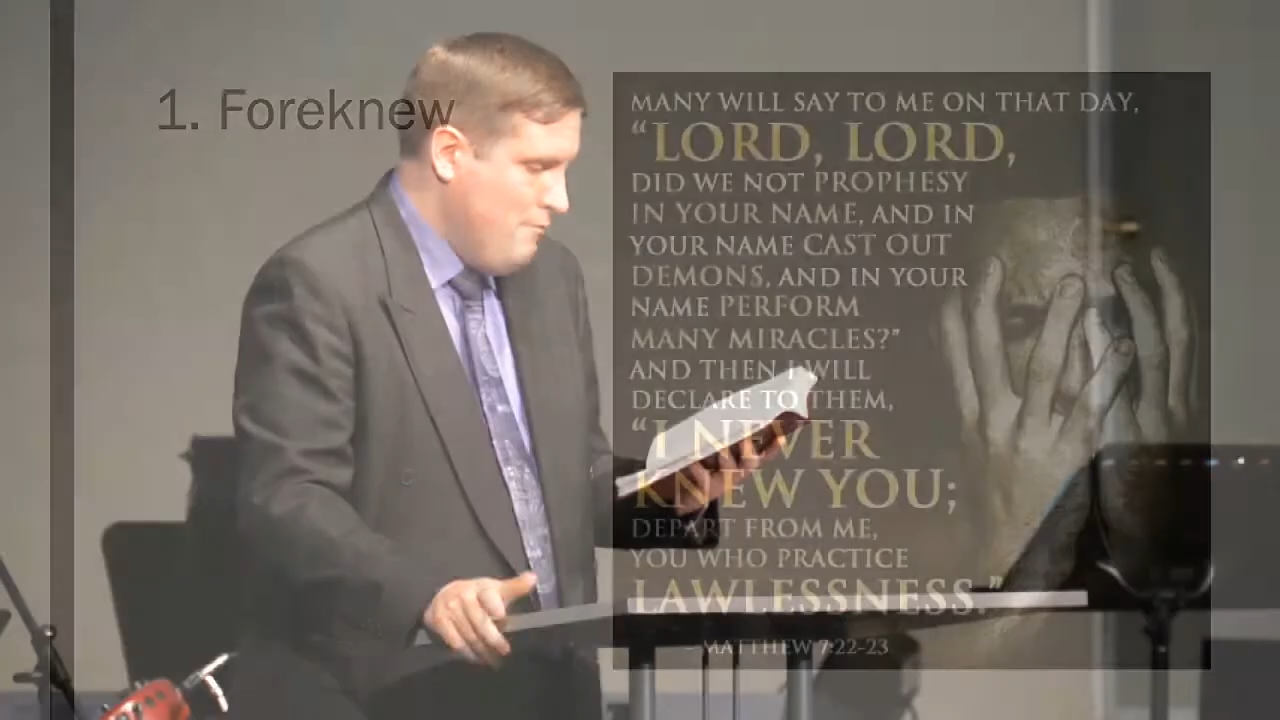 1. Foreknew
MANY WILL SAY TO ME ON THAT DAY,
“LORD, LORD,
DID WE NOT PROPHESY
IN YOUR NAME, AND IN
YOUR NAME CAST OUT
DEMONS, AND IN YOUR
NAME PERFORM
MANY MIRACLES?”
AND THEN I WILL
DECLARE TO THEM,
“I NEVER
KNEW YOU;
DEPART FROM ME,
YOU WHO PRACTICE
LAWLESSNESS.”
- MATTHEW 7:22-23